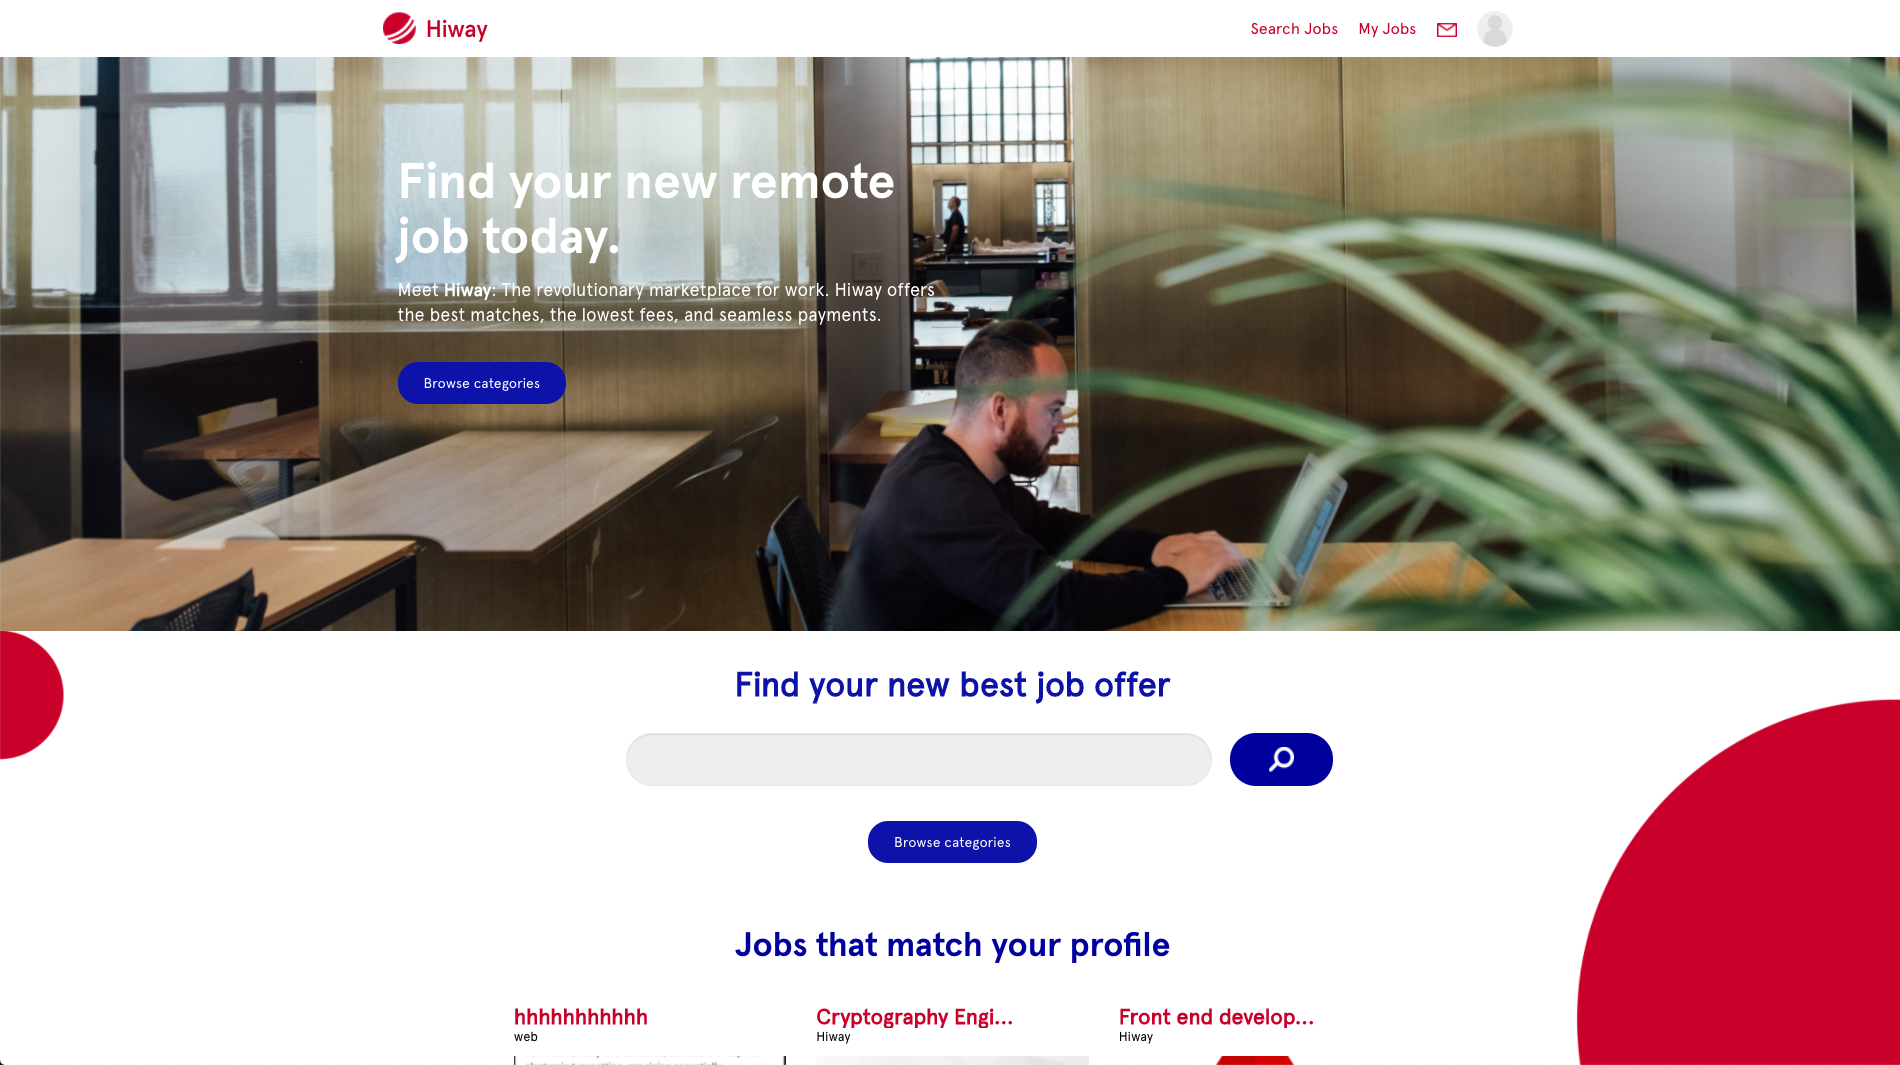 Hiway
Search Jobs
My Jobs
Find your new remote
job today.
Meet Hiway: The revolutionary marketplace for work. Hiway offers
the best matches, the lowest fees, and seamless payments.
Browse categories
Find your new best job offer
Browse categories
Jobs that match your profile
hhhhhhhhhhh
web
Cryptography Engi...
Hiway
Front end develop...
Hiway